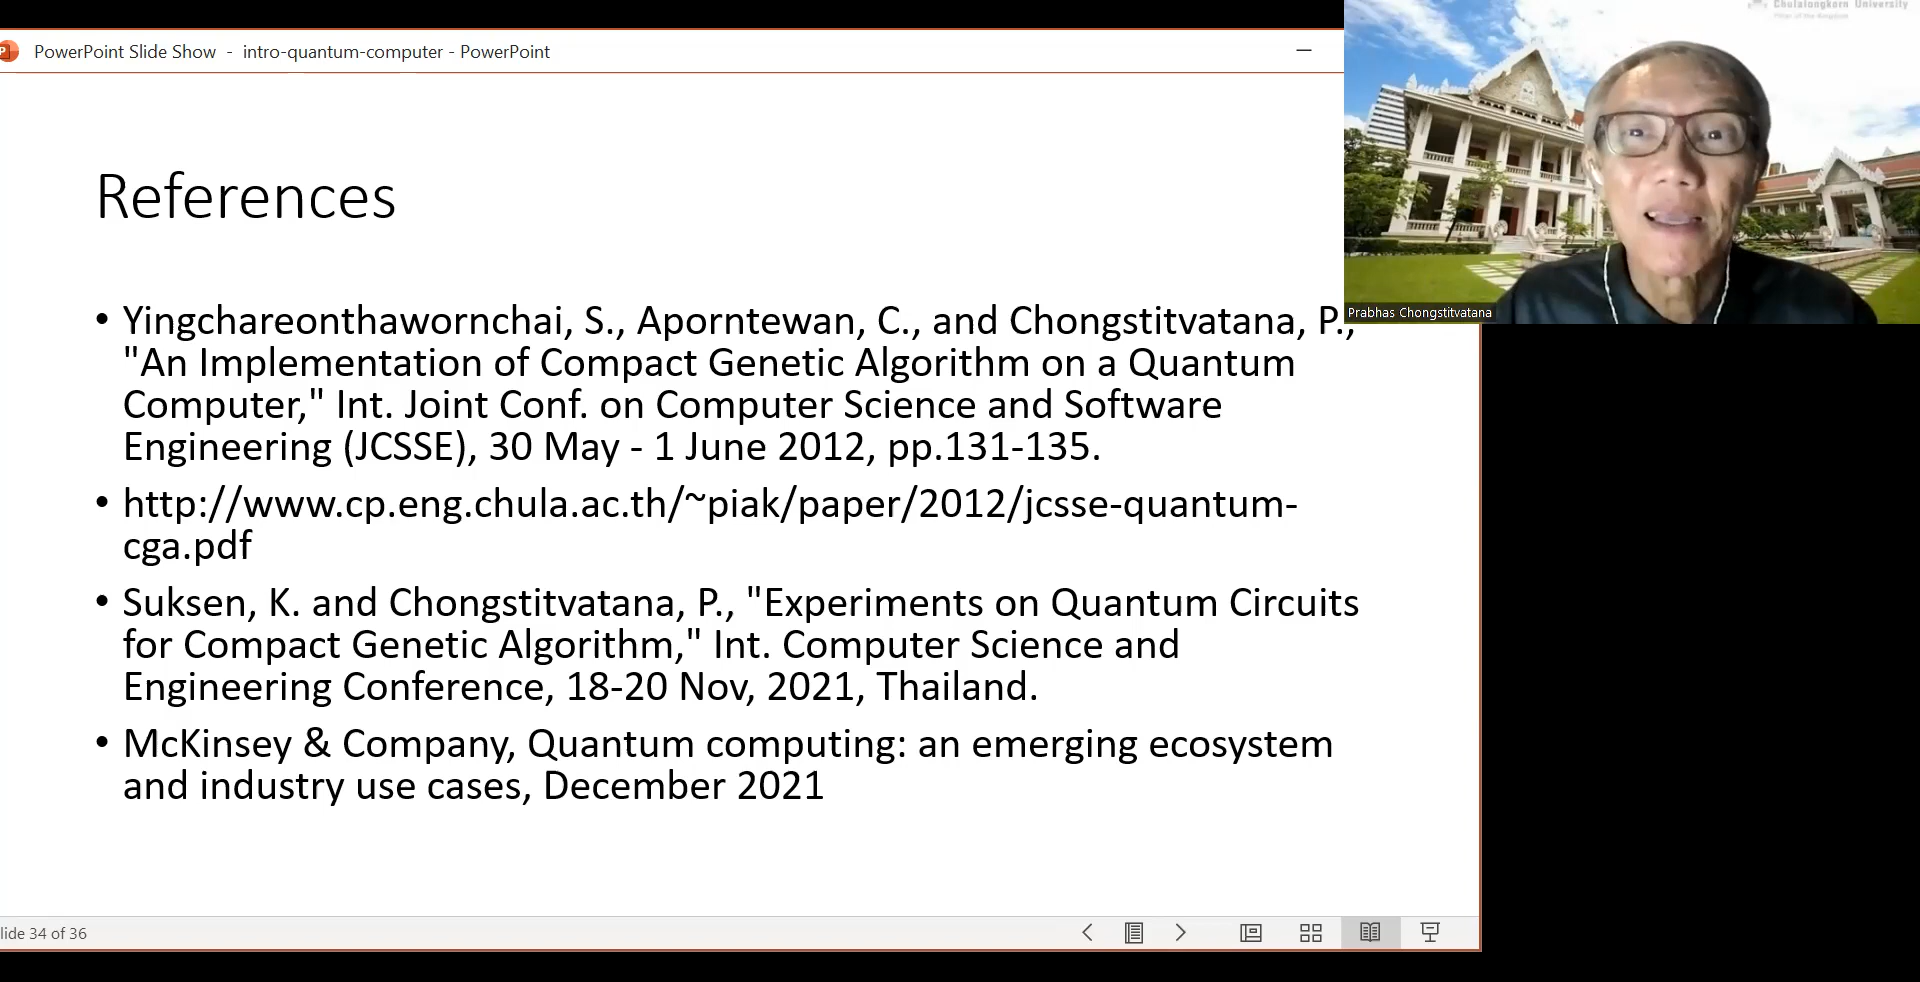 PowerPoint Slide Show - intro-quantum-computer - PowerPoint
Chulalongkorn University
Pillar of the Kingdom
Prabhas Chongstitvatana
References
• Yingchareonthawornchai, S., Aporntewan, C., and Chongstitvatana, P.,
"An Implementation of Compact Genetic Algorithm on a Quantum
Computer," Int. Joint Conf. on Computer Science and Software
Engineering (JCSSE), 30 May - 1 June 2012, pp.131-135.
• http://www.cp.eng.chula.ac.th/~piak/paper/2012/jcsse-quantum-
cga.pdf
• Suksen, K. and Chongstitvatana, P., "Experiments on Quantum Circuits
for Compact Genetic Algorithm," Int. Computer Science and
Engineering Conference, 18-20 Nov, 2021, Thailand.
• McKinsey & Company, Quantum computing: an emerging ecosystem
and industry use cases, December 2021
lide 34 of 36